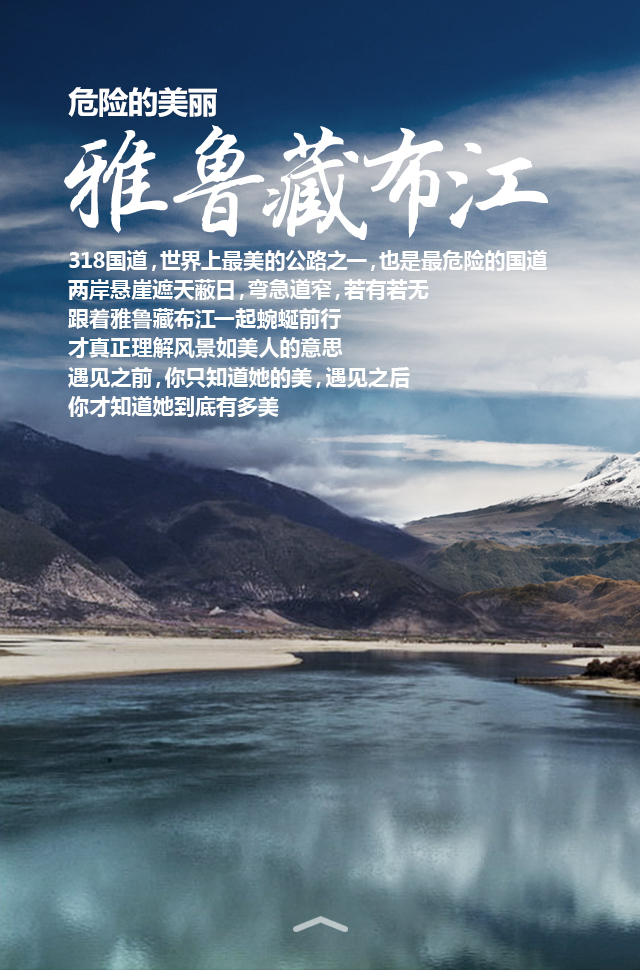 危险的美丽
雅鲁藏布江
318国道，世界上最美的公路之一，也是最危险的国道
两岸悬崖遮天蔽日，弯急道窄，若有若无
跟着雅鲁藏布江一起蜿蜒前行
才真正理解风景如美人的意思
遇见之前，你只知道她的美，遇见之后
你才知道她到底有多美